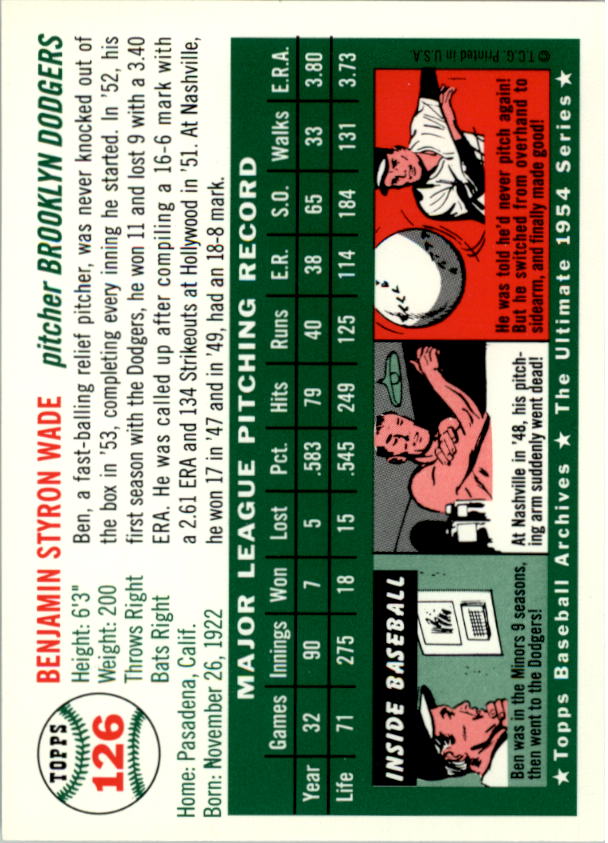 TOPPS
126
BENJAMIN STYRON WADE pitcher BROOKLYN DODGERS
Height: 6'3"
Weight: 200
Throws Right
Bats Right
Home: Pasadena, Calif.
Born: November 26, 1922
Ben, a fast-balling relief pitcher, was never knocked out of
the box in '53, completing every inning he started. In '52, his
first season with the Dodgers, he won 11 and lost 9 with a 3.40
ERA. He was called up after compiling a 16-6 mark with
a 2.61 ERA and 134 Strikeouts at Hollywood in '51. At Nashville,
he won 17 in '47 and in '49, had an 18-8 mark.
MAJOR LEAGUE PITCHING RECORD
Games Innings Won Lost Pct. Hits Runs E.R. S.O. Walks E.R.A.
Year 32 90 7 5 .583 79 40 38 65 33 3.80
Life 71 275 18 15 .545 249 125 114 184 131 3.73
INSIDE BASEBALL
Ben was in the Minors 9 seasons,
then went to the Dodgers!
At Nashville in '48, his pitch-
ing arm suddenly went dead!
He was told he'd never pitch again!
But he switched from overhand to
sidearm, and finally made good!
© T.C.G. Printed in U.S.A.
★ Topps Baseball Archives ★ The Ultimate 1954 Series ★